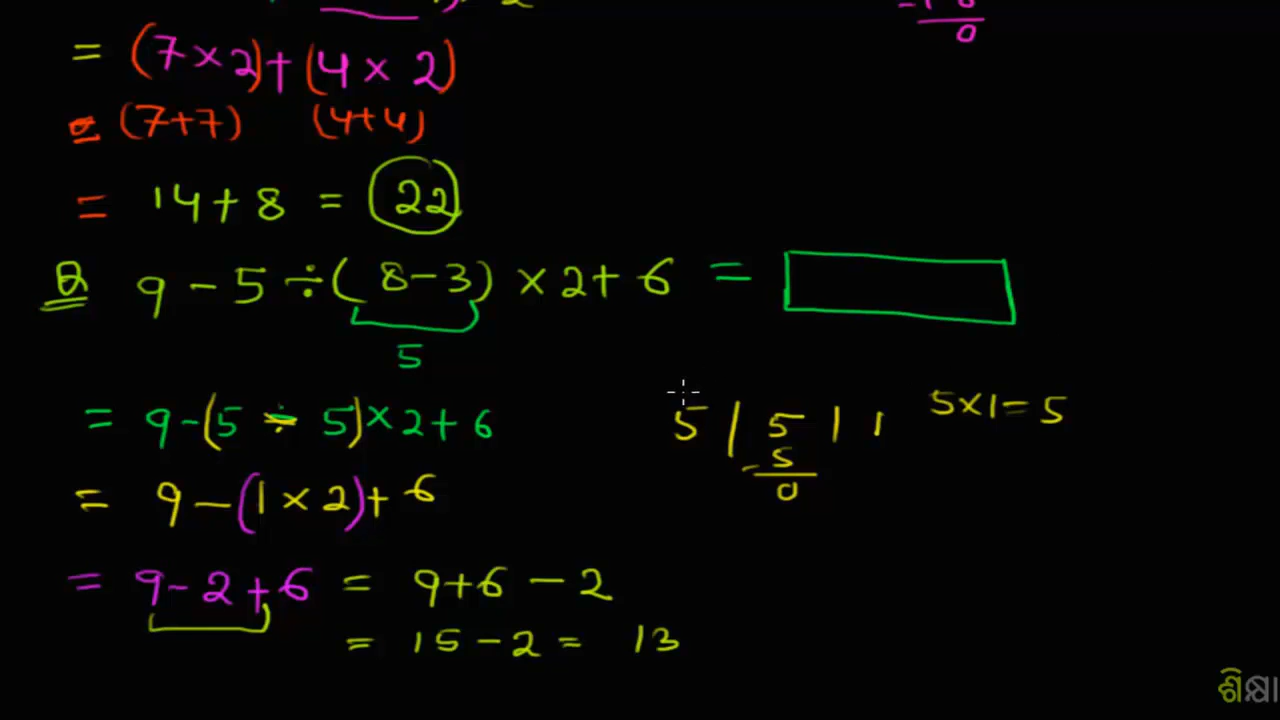 = (7×2)+(4×2)
= (7+7) (4+4)
= 14+8 = 22
Q 9-5÷(8-3)×2+6 =
5
= 9-(5÷5)×2+6
5 | 5 | 1 5×1=5
-5
0
= 9-(1×2)+6
= 9-2+6 = 9+6-2
= 15-2= 13
0
ଶିକ୍ଷା